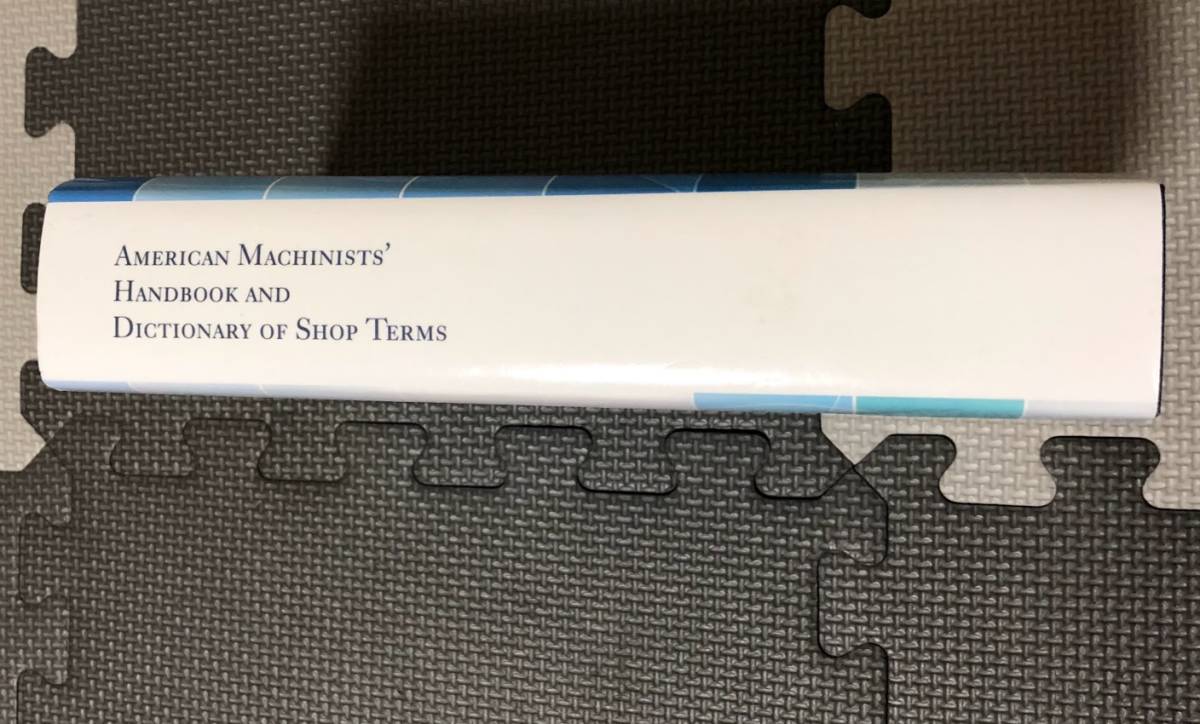 American Machinists'
Handbook and
Dictionary of Shop Terms